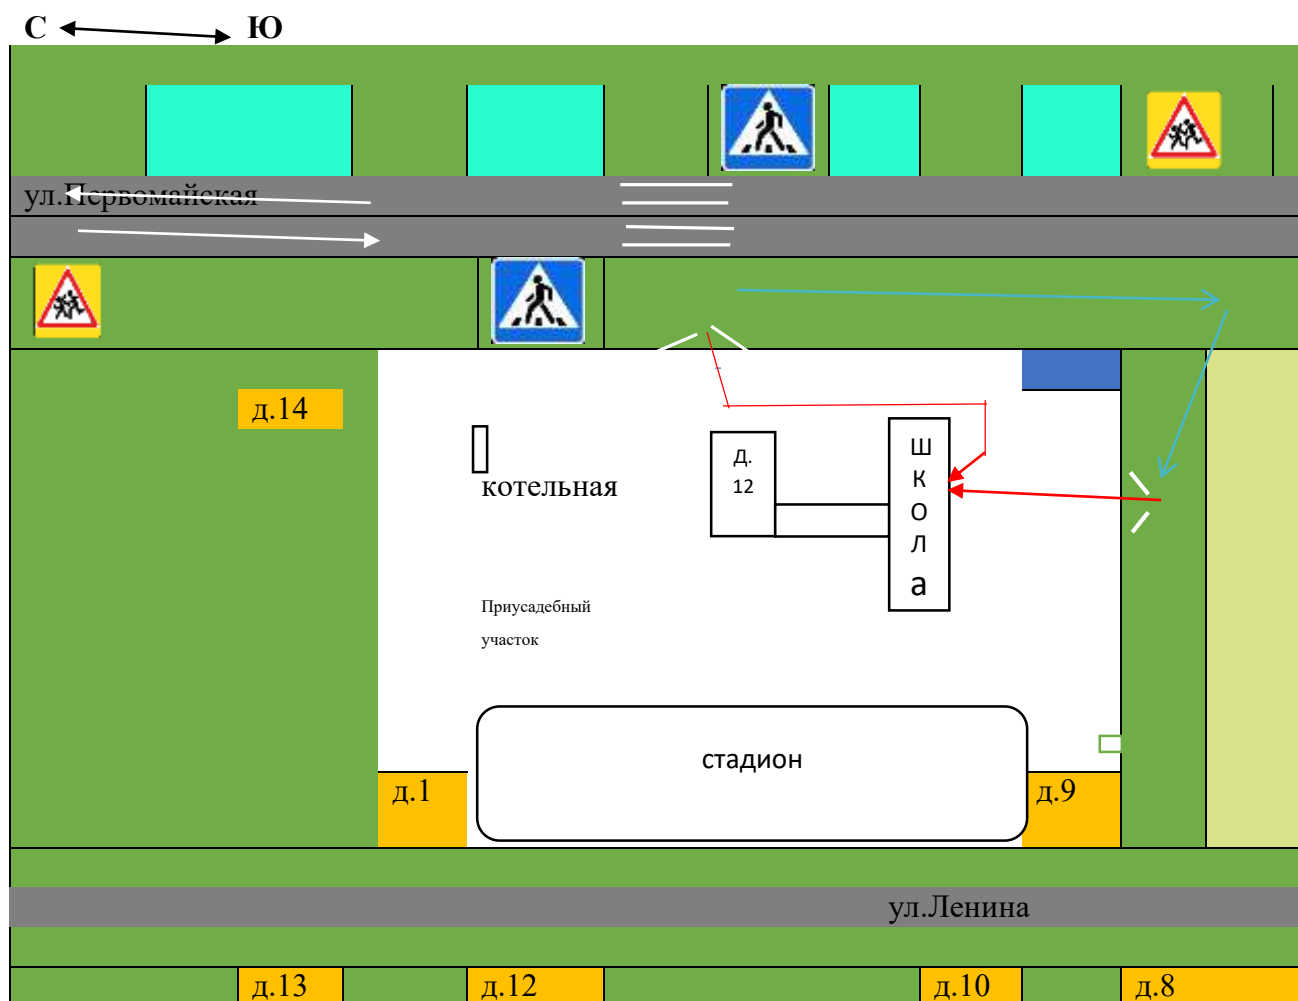 С Ю
ул.Первомайская
д.14
котельная
Д.
12
Ш
К
О
Л
а
Приусадебный
участок
стадион
д.1
д.9
ул.Ленина
д.13
д.12
д.10
д.8